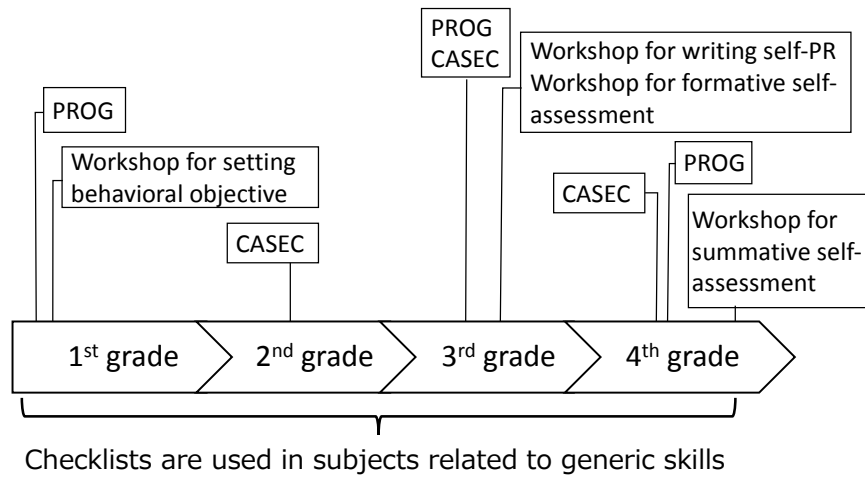 PROG
CASEC
Workshop for writing self-PR
Workshop for formative self-
assessment
PROG
Workshop for setting
behavioral objective
CASEC
CASEC
PROG
Workshop for
summative self-
assessment
1st grade
2nd grade
3rd grade
4th grade
Checklists are used in subjects related to generic skills